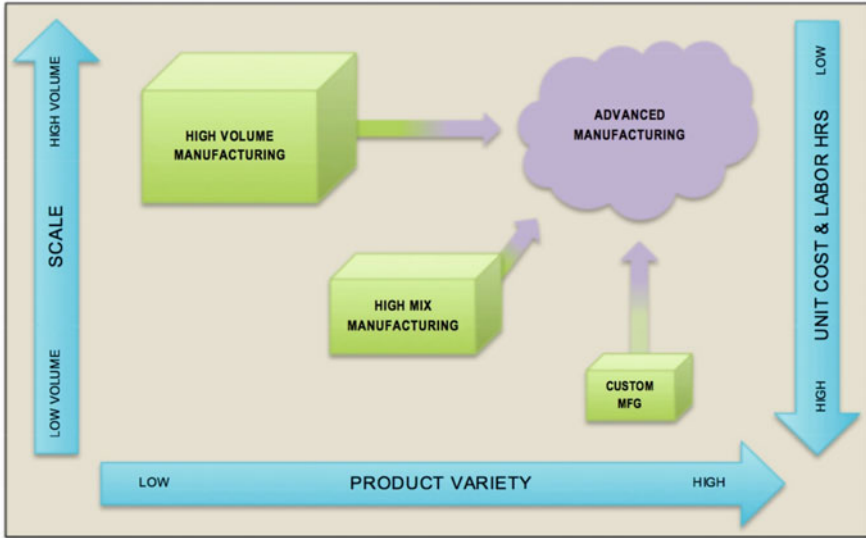 HIGH VOLUME
SCALE
LOW VOLUME
HIGH VOLUME
MANUFACTURING
ADVANCED
MANUFACTURING
HIGH MIX
MANUFACTURING
CUSTOM
MFG
LOW
UNIT COST & LABOR HRS
HIGH
LOW
PRODUCT VARIETY
HIGH